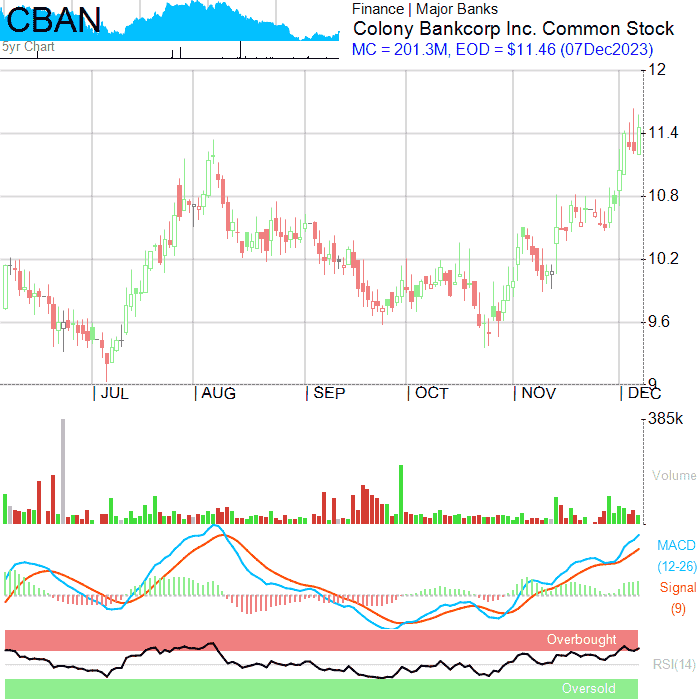 CBAN
5yr Chart
Finance | Major Banks
Colony Bankcorp Inc. Common Stock
MC = 201.3M, EOD = $11.46 (07Dec2023)
12
11.4
10.8
10.2
9.6
9
JUL AUG SEP OCT NOV DEC
385k
Volume
MACD
(12-26)
Signal
(9)
Overbought
RSI(14)
Oversold